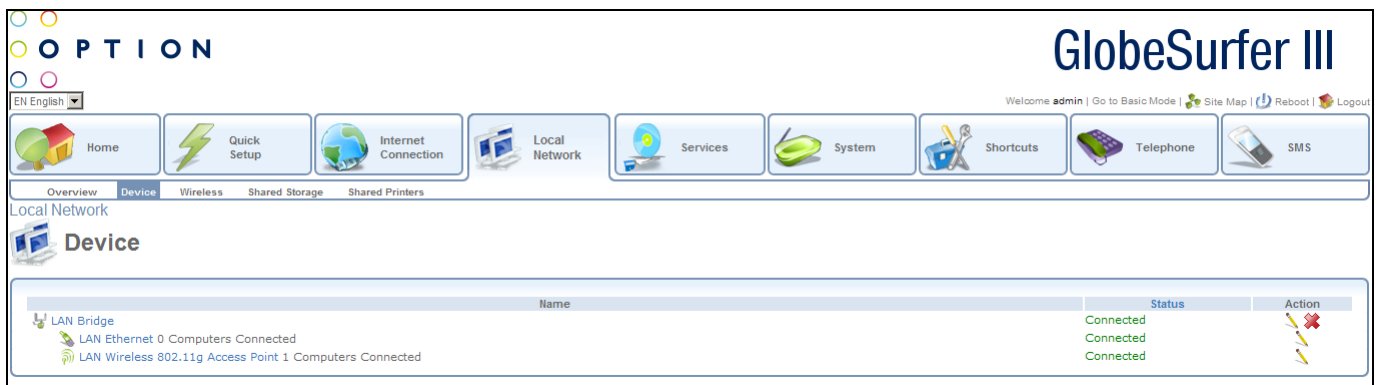 OPTION
GlobeSurfer III
EN English
Welcome admin | Go to Basic Mode | Site Map | Reboot | Logout
Home
Quick Setup
Internet Connection
Local Network
Services
System
Shortcuts
Telephone
SMS
Overview Device Wireless Shared Storage Shared Printers
Local Network
Device
Name Status Action
LAN Bridge Connected
LAN Ethernet 0 Computers Connected Connected
LAN Wireless 802.11g Access Point 1 Computers Connected Connected